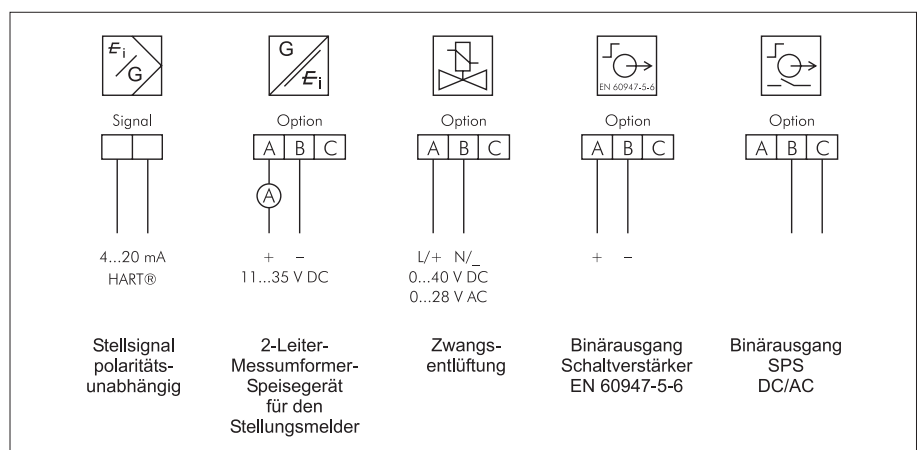 Ei
G
Signal
4...20 mA
HART®
Stellsignal
polaritäts-
unabhängig
G
Ei
Option
A B C
A
+ –
11...35 V DC
2-Leiter-
Messumformer-
Speisegerät
für den
Stellungsmelder
Option
A B C
L/+ N/_
0...40 V DC
0...28 V AC
Zwangs-
entlüftung
EN 60947-5-6
Option
A B C
+ –
Binärausgang
Schaltverstärker
EN 60947-5-6
Option
A B C
Binärausgang
SPS
DC/AC